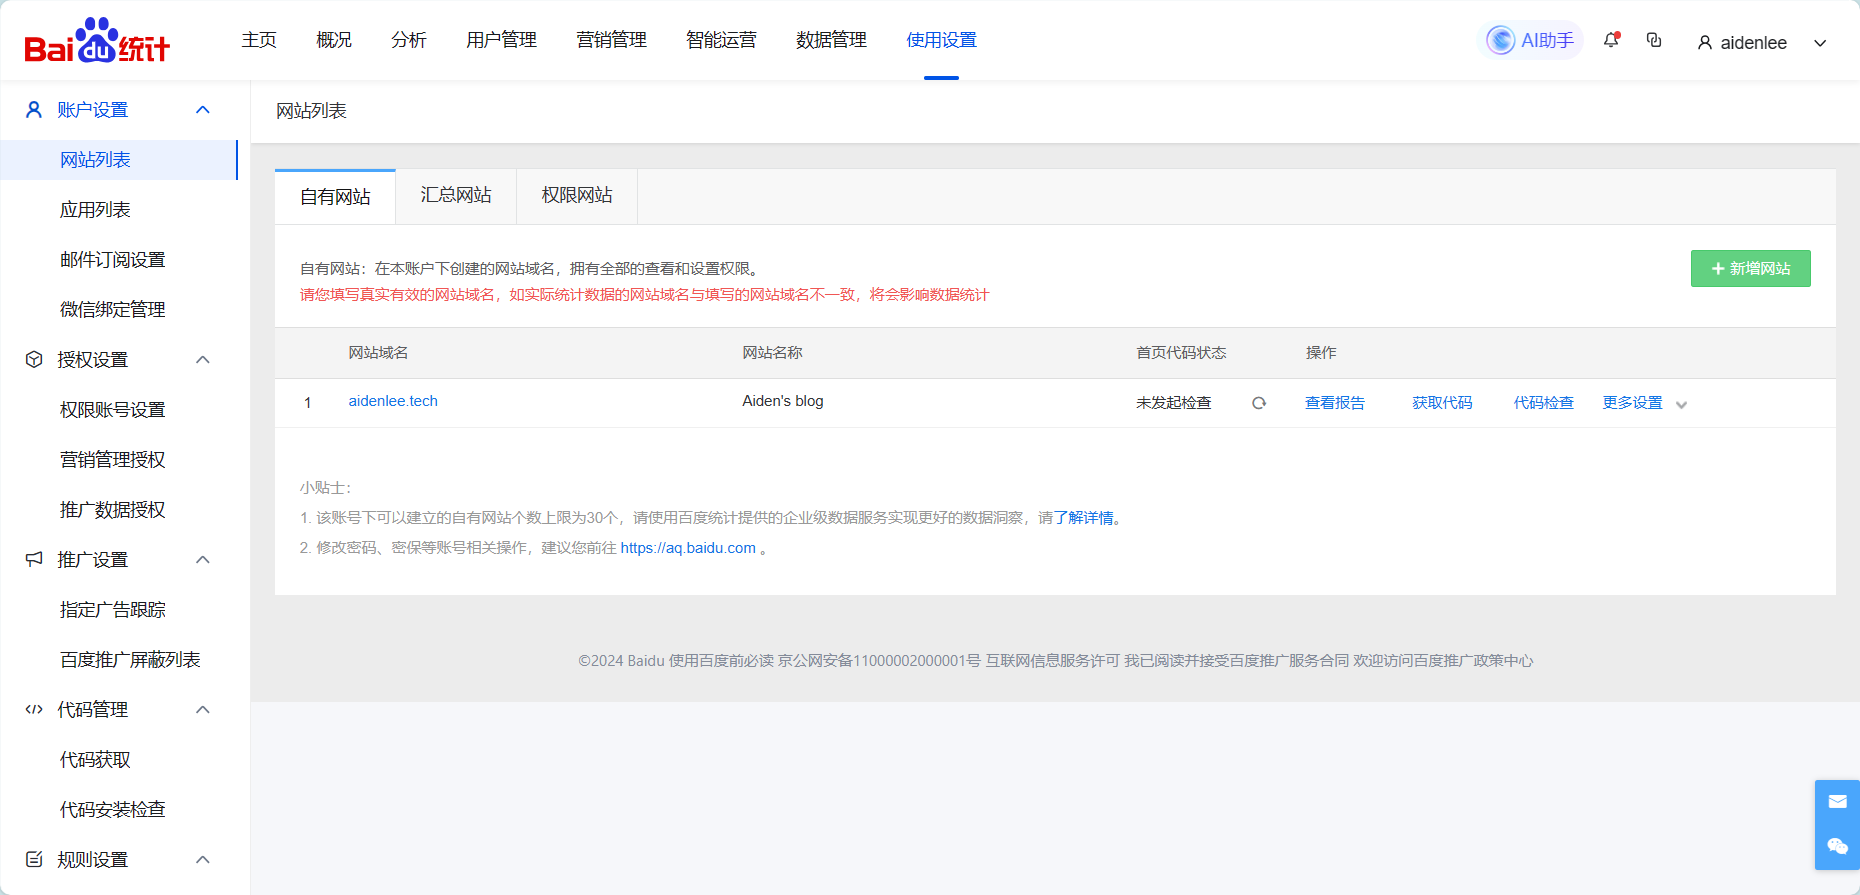 Bai du 统计
主页
概况
分析
用户管理
营销管理
智能运营
数据管理
使用设置
AI助手
aidenlee
账户设置
网站列表
应用列表
邮件订阅设置
微信绑定管理
授权设置
权限账号设置
营销管理授权
推广数据授权
推广设置
指定广告跟踪
百度推广屏蔽列表
代码管理
代码获取
代码安装检查
规则设置
网站列表
自有网站
汇总网站
权限网站
自有网站：在本账户下创建的网站域名，拥有全部的查看和设置权限。
请您填写真实有效的网站域名，如实际统计数据的网站域名与填写的网站域名不一致，将会影响数据统计
新增网站
网站域名 网站名称 首页代码状态 操作
1 aidenlee.tech Aiden's blog 未发起检查 查看报告 获取代码 代码检查 更多设置
小贴士：
1. 该账号下可以建立的自有网站个数上限为30个，请使用百度统计提供的企业级数据服务实现更好的数据洞察，请了解详情。
2. 修改密码、密保等账号相关操作，建议您前往 https://aq.baidu.com 。
©2024 Baidu 使用百度前必读 京公网安备11000002000001号 互联网信息服务许可 我已阅读并接受百度推广服务合同 欢迎访问百度推广政策中心